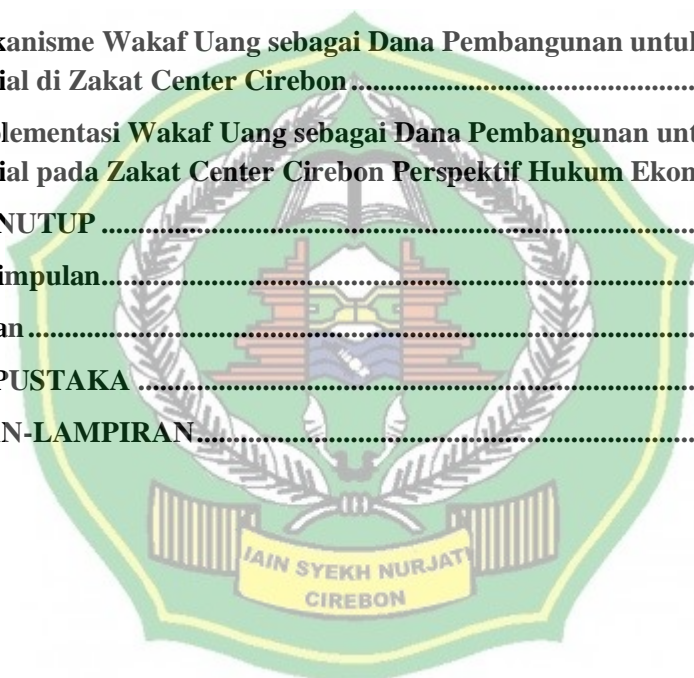 kanisme Wakaf Uang sebagai Dana Pembangunan untuk
ial di Zakat Center Cirebon........................................................
plementasi Wakaf Uang sebagai Dana Pembangunan unt
ial pada Zakat Center Cirebon Perspektif Hukum Ekon
NUTUP ........................................................................................
impulan........................................................................................
an ..................................................................................................
PUSTAKA ..................................................................................
N-LAMPIRAN..........................................................................
IAIN SYEKH NURJATI
CIREBON